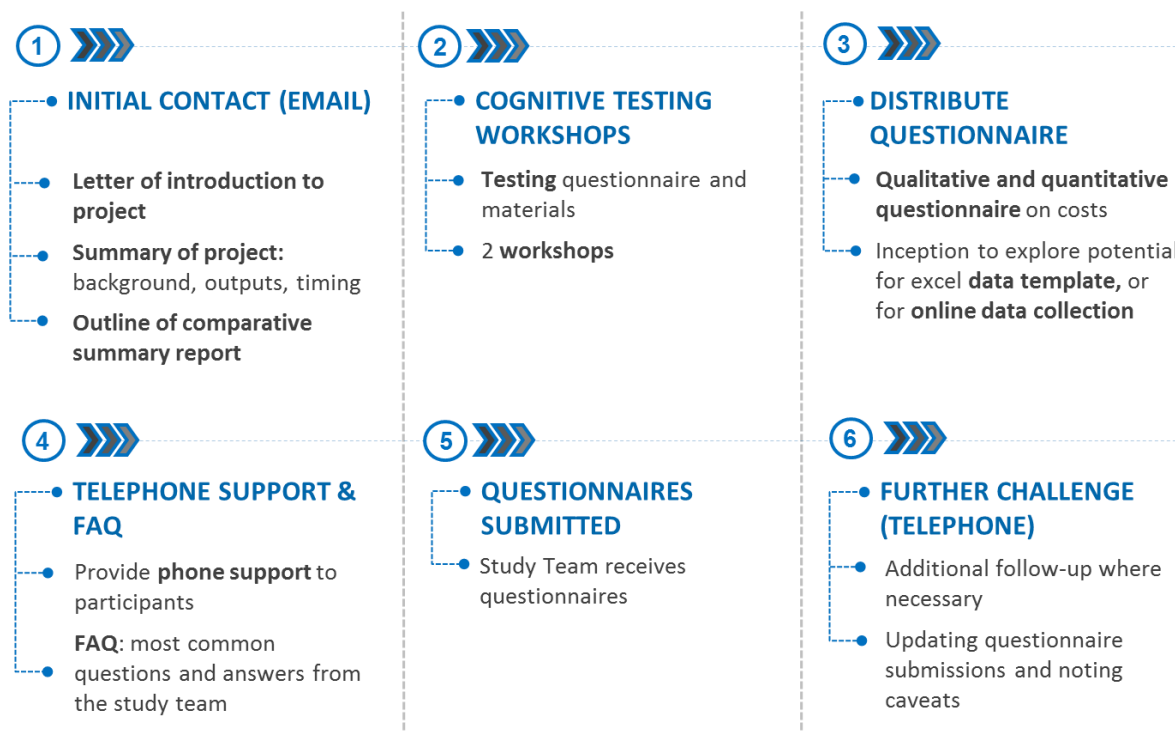 1
INITIAL CONTACT (EMAIL)
Letter of introduction to
project
Summary of project:
background, outputs, timing
Outline of comparative
summary report
2
COGNITIVE TESTING
WORKSHOPS
Testing questionnaire and
materials
2 workshops
3
DISTRIBUTE
QUESTIONNAIRE
Qualitative and quantitative
questionnaire on costs
Inception to explore potential
for excel data template, or
for online data collection
4
TELEPHONE SUPPORT &
FAQ
Provide phone support to
participants
FAQ: most common
questions and answers from
the study team
5
QUESTIONNAIRES
SUBMITTED
Study Team receives
questionnaires
6
FURTHER CHALLENGE
(TELEPHONE)
Additional follow-up where
necessary
Updating questionnaire
submissions and noting
caveats